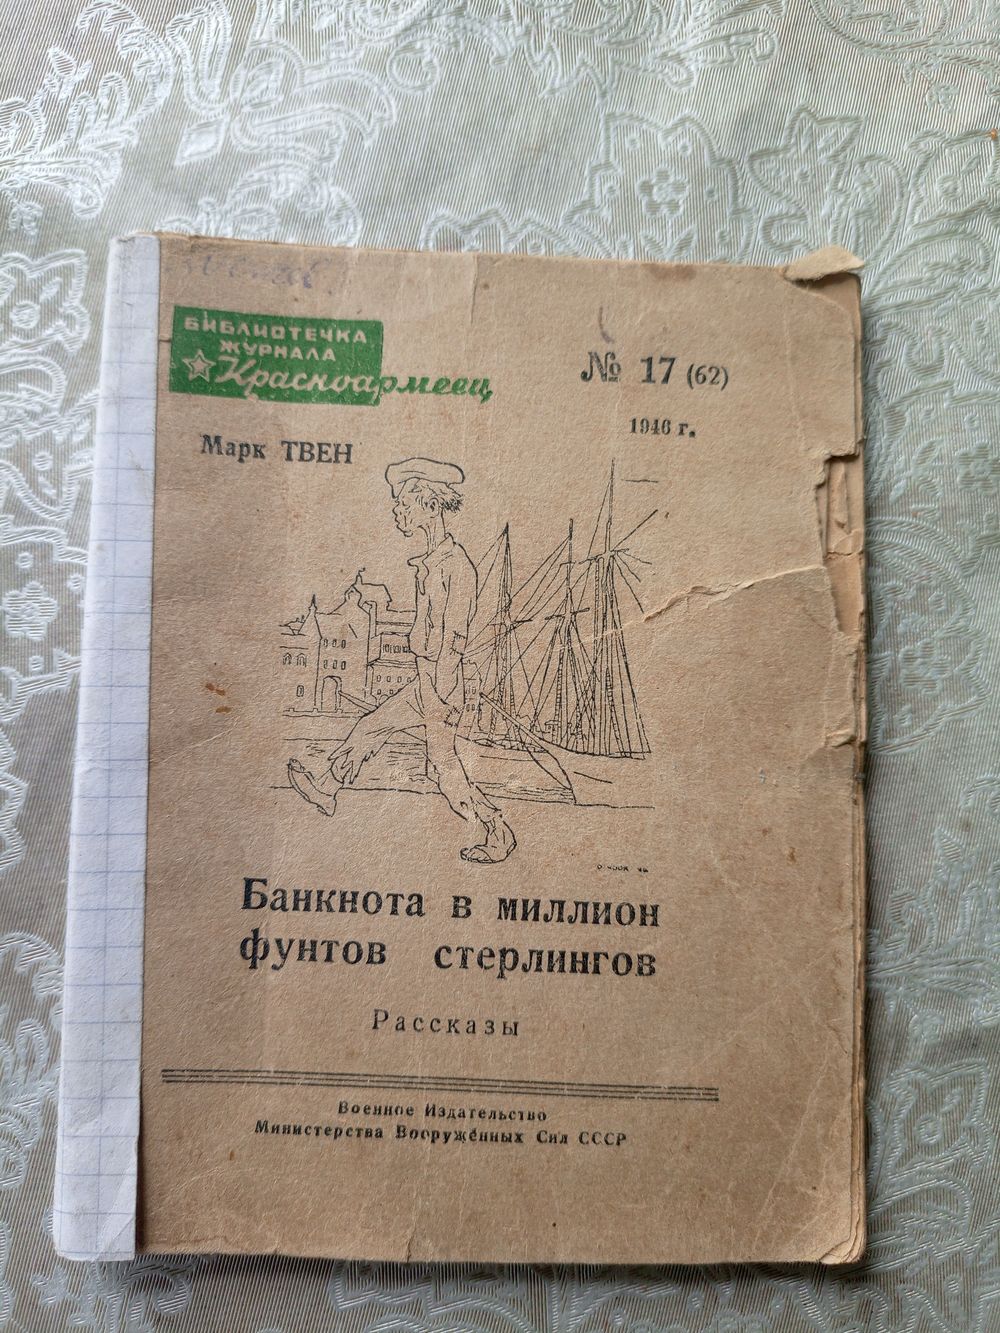 БИБЛИОТЕЧКА
ЖУРНАЛА
Красноармеец
№ 17 (62)
1946 г.
Марк ТВЕН
Банкнота в миллион
фунтов стерлингов
Рассказы
Военное Издательство
Министерства Вооружённых Сил СССР